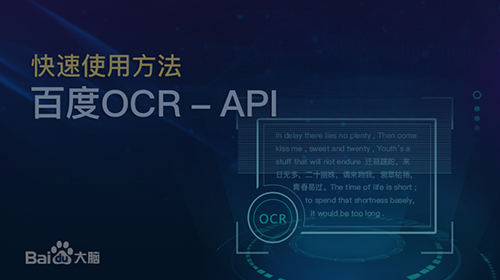 快速使用方法
百度OCR – API
In delay there lies no plenty , Then come
kiss me , sweet and twenty , Youth's a
stuff that will not endure .迁延蹉跎，来
日无多，二十丽姝，请来吻我，衰草枯杨，
青春易过。The time of life is short ;
to spend that shortness basely,
it would be too long .
OCR
Bai du 大脑